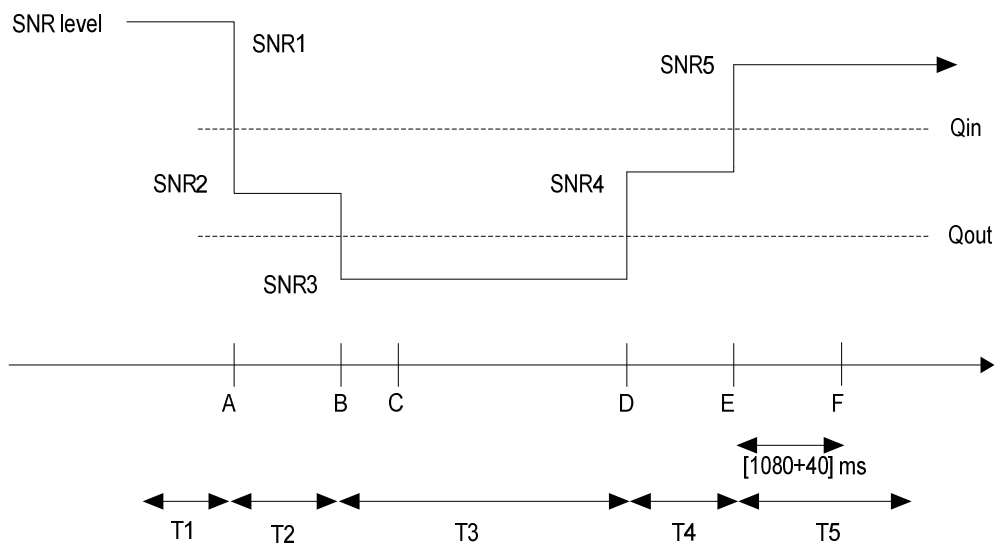 SNR level
SNR1
SNR5
Qin
SNR2
SNR4
Qout
SNR3
A B C D E F
[1080+40] ms
T1 T2 T3 T4 T5